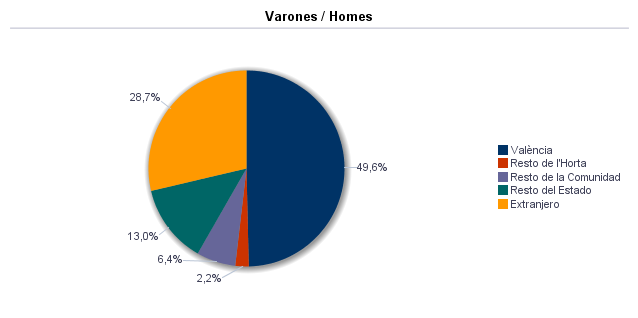 Varones / Homes
28,7%
49,6%
13,0%
6,4%
2,2%
València
Resto de l'Horta
Resto de la Comunidad
Resto del Estado
Extranjero